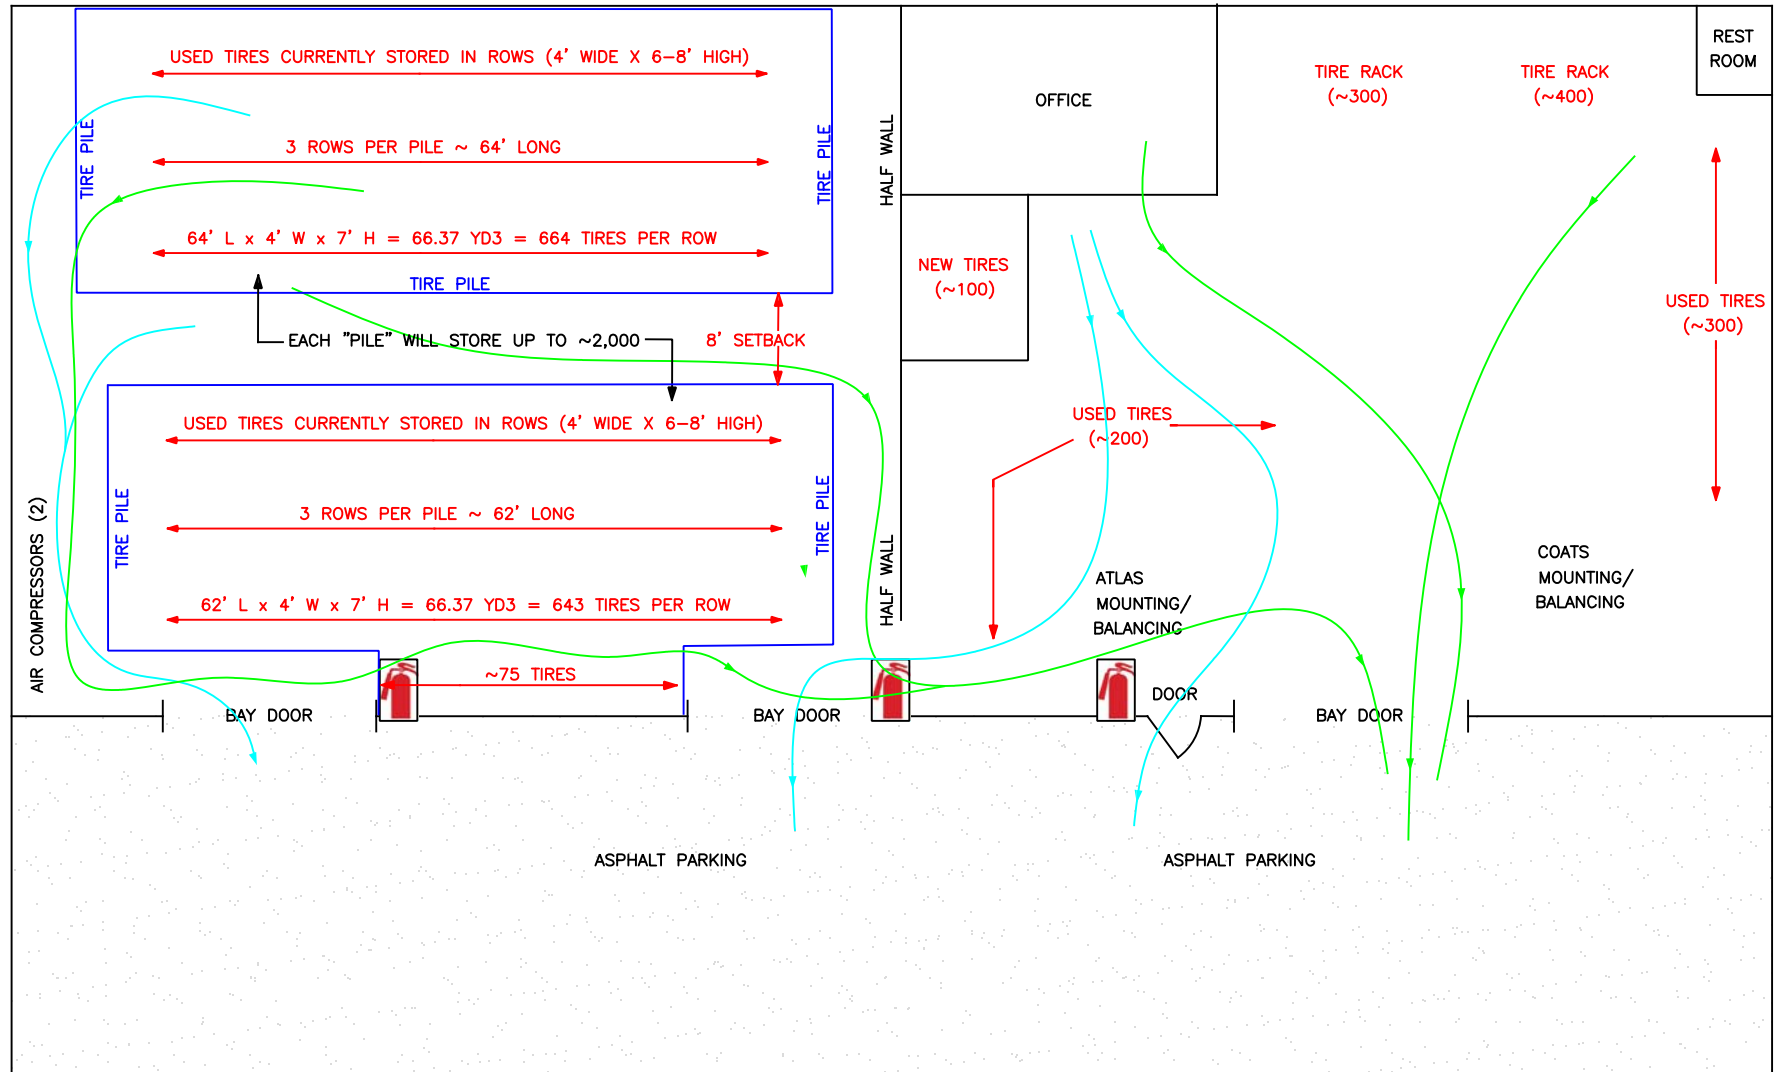 USED TIRES CURRENTLY STORED IN ROWS (4' WIDE X 6-8' HIGH)
TIRE PILE
3 ROWS PER PILE ~ 64' LONG
TIRE PILE
64' L x 4' W x 7' H = 66.37 YD3 = 664 TIRES PER ROW
TIRE PILE
EACH "PILE" WILL STORE UP TO ~2,000
8' SETBACK
USED TIRES CURRENTLY STORED IN ROWS (4' WIDE X 6-8' HIGH)
TIRE PILE
3 ROWS PER PILE ~ 62' LONG
TIRE PILE
62' L x 4' W x 7' H = 66.37 YD3 = 643 TIRES PER ROW
~75 TIRES
AIR COMPRESSORS (2)
HALF WALL
HALF WALL
OFFICE
NEW TIRES
(~100)
USED TIRES
(~200)
TIRE RACK
(~300)
TIRE RACK
(~400)
REST
ROOM
USED TIRES
(~300)
ATLAS
MOUNTING/
BALANCING
COATS
MOUNTING/
BALANCING
BAY DOOR
BAY DOOR
DOOR
BAY DOOR
ASPHALT PARKING
ASPHALT PARKING